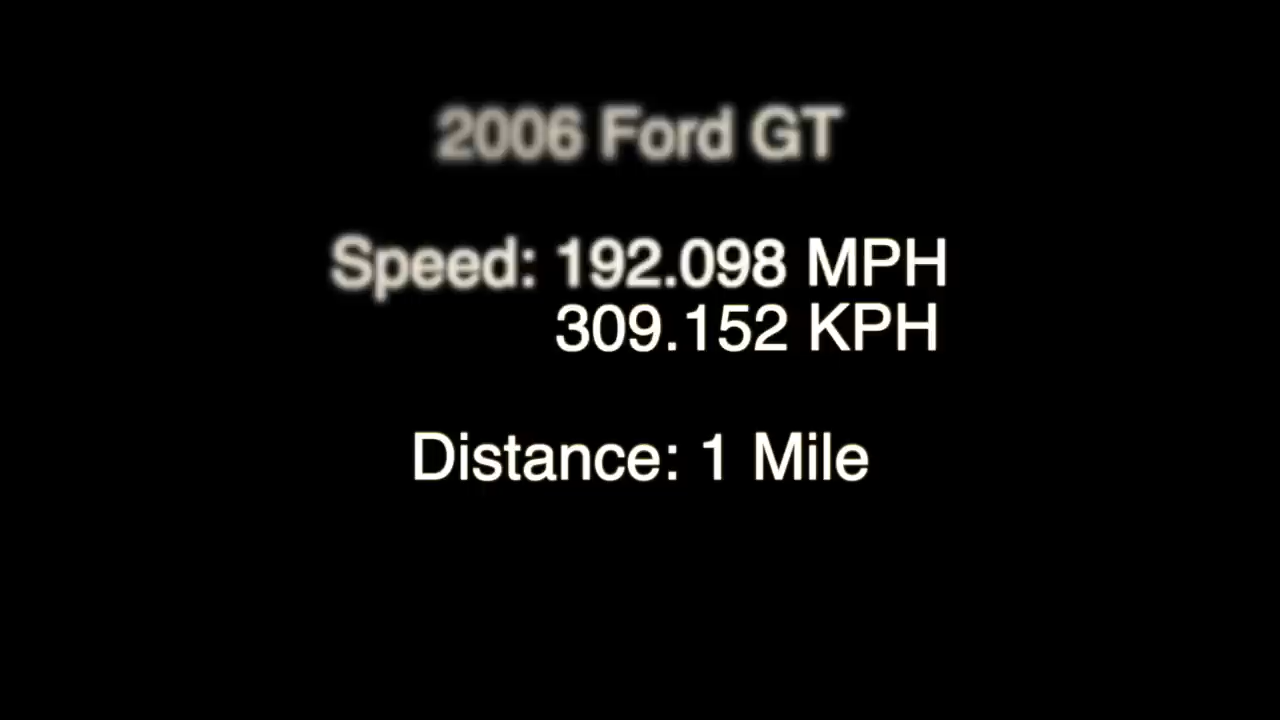 2006 Ford GT
Speed: 192.098 MPH
309.152 KPH
Distance: 1 Mile